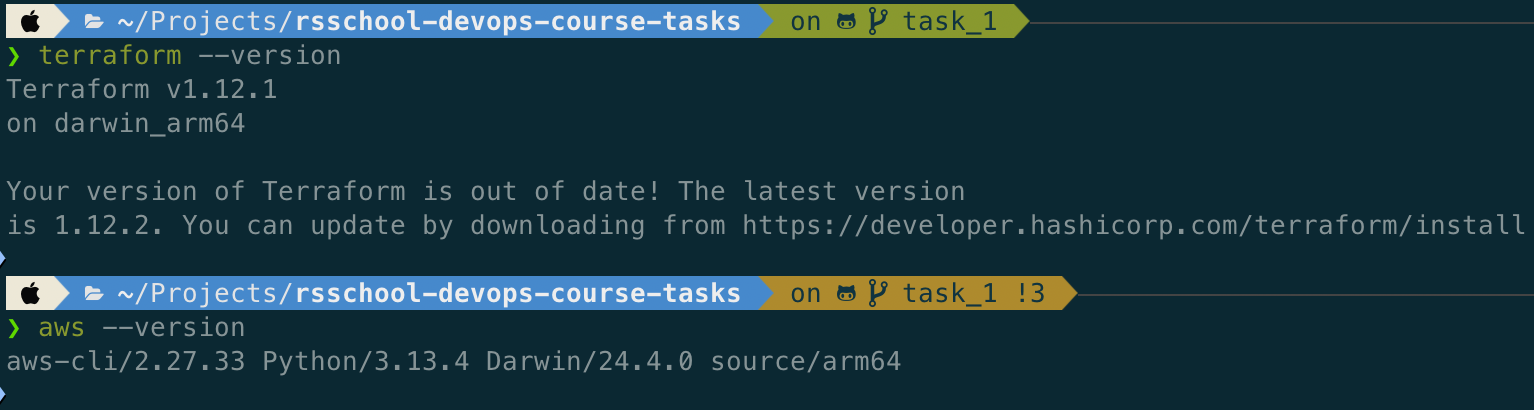 ~/Projects/rsschool-devops-course-tasks on task_1
❯ terraform --version
Terraform v1.12.1
on darwin_arm64
Your version of Terraform is out of date! The latest version
is 1.12.2. You can update by downloading from https://developer.hashicorp.com/terraform/install
~/Projects/rsschool-devops-course-tasks on task_1 !3
❯ aws --version
aws-cli/2.27.33 Python/3.13.4 Darwin/24.4.0 source/arm64